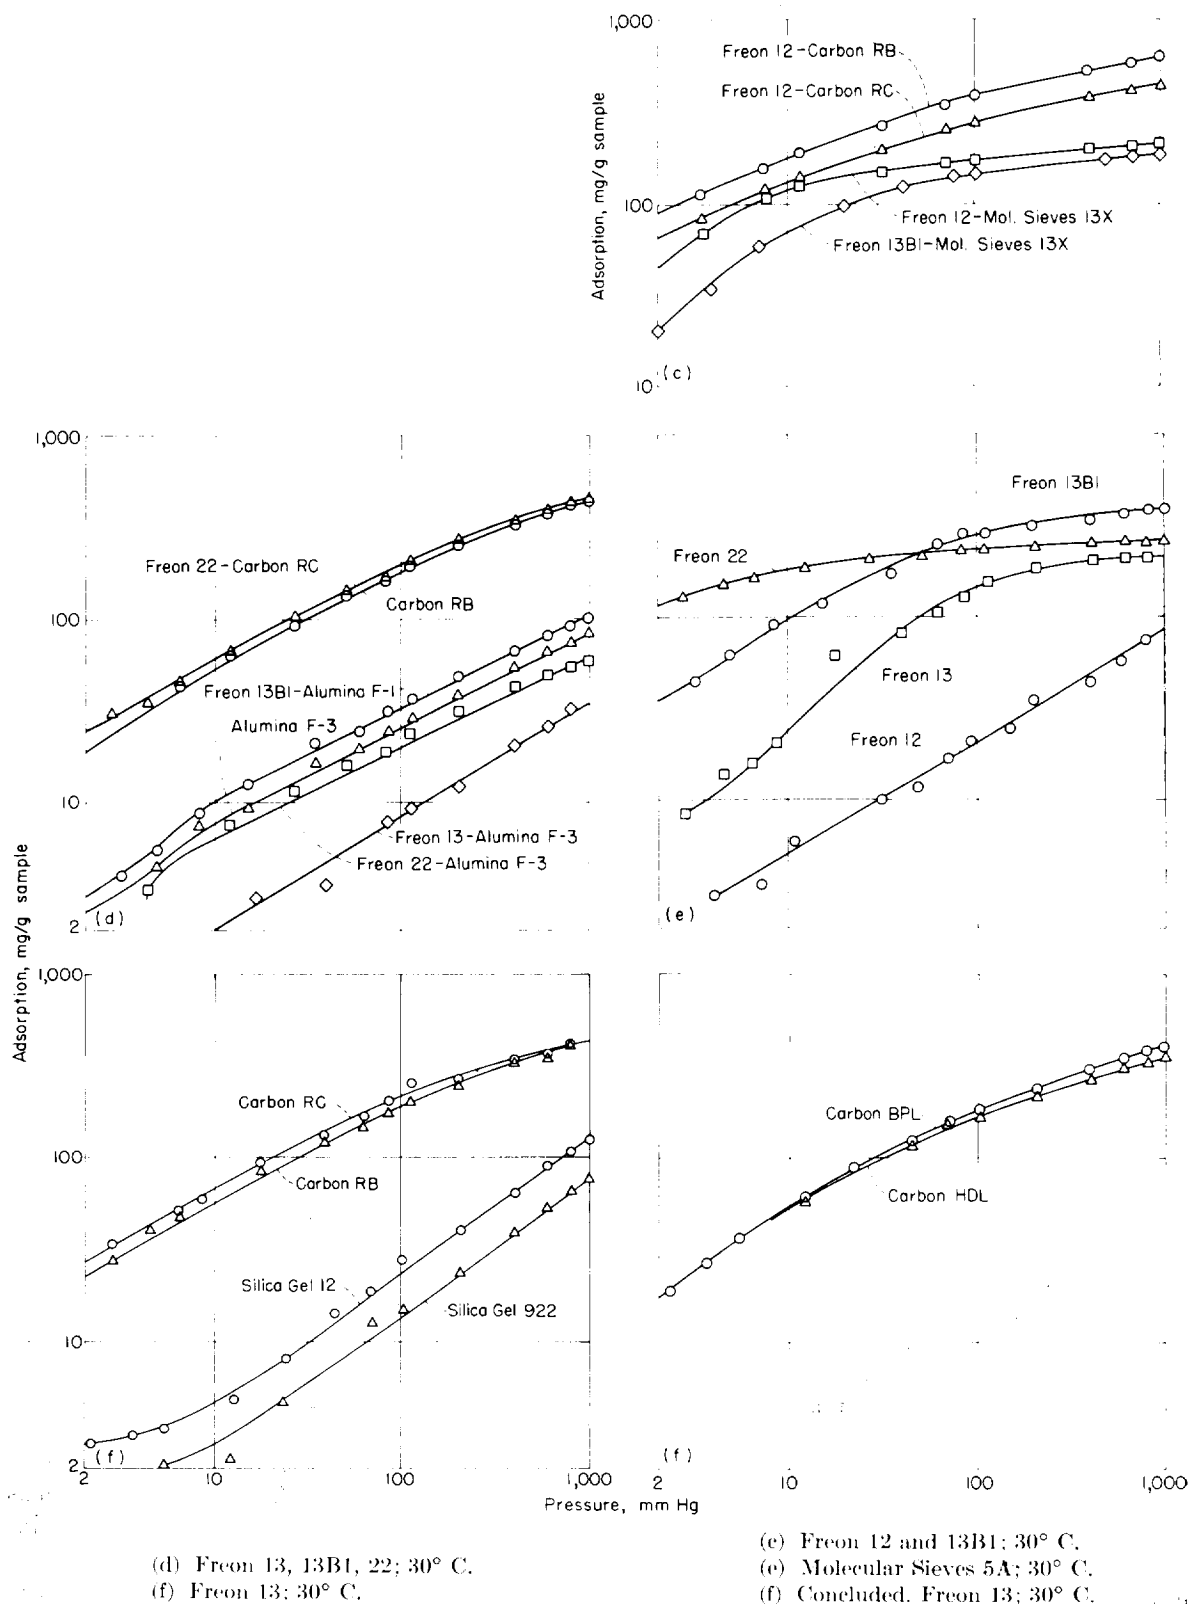 1,000
Freon 12-Carbon RB
Freon 12-Carbon RC
Adsorption, mg/g sample
100
Freon 12-Mol. Sieves 13X
Freon 13B1-Mol. Sieves 13X
10
(c)
1,000
Freon 22-Carbon RC
Carbon RB
100
Freon 13B1-Alumina F-1
Alumina F-3
10
Freon 13-Alumina F-3
Freon 22-Alumina F-3
2
(d)
Freon 13B1
Freon 22
Freon 13
Freon 12
(e)
Adsorption, mg/g sample
1,000
Carbon RC
100
Carbon RB
Silica Gel 12
Silica Gel 922
10
2
(f)
2 10 100 1,000
Carbon BPL
Carbon HDL
(f)
2 10 100 1,000
Pressure, mm Hg
(d) Freon 13, 13B1, 22; 30° C.
(f) Freon 13; 30° C.
(c) Freon 12 and 13B1; 30° C.
(e) Molecular Sieves 5A; 30° C.
(f) Concluded. Freon 13; 30° C.